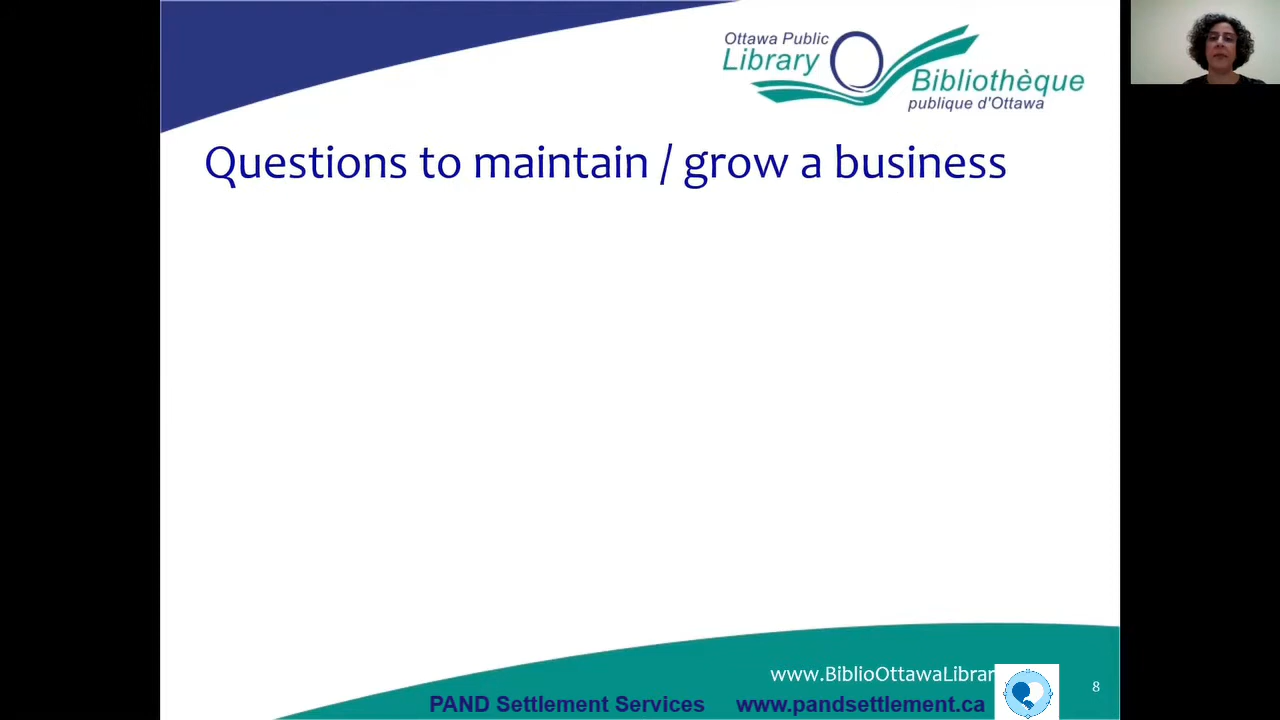 Ottawa Public
Library
Bibliothèque
publique d'Ottawa
Questions to maintain / grow a business
www.BiblioOttawaLibrar
8
PAND Settlement Services www.pandsettlement.ca